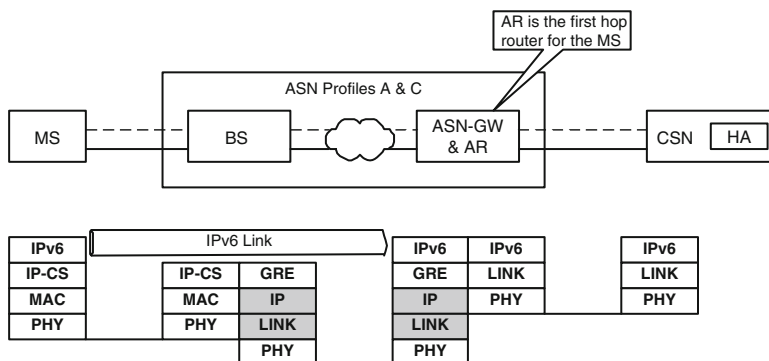 AR is the first hop
router for the MS
ASN Profiles A & C
MS
BS
ASN-GW
& AR
CSN
HA
IPv6 Link
IPv6
IP-CS
MAC
PHY
IP-CS
MAC
PHY
GRE
IP
LINK
PHY
IPv6
GRE
IP
LINK
PHY
IPv6
LINK
PHY
IPv6
LINK
PHY